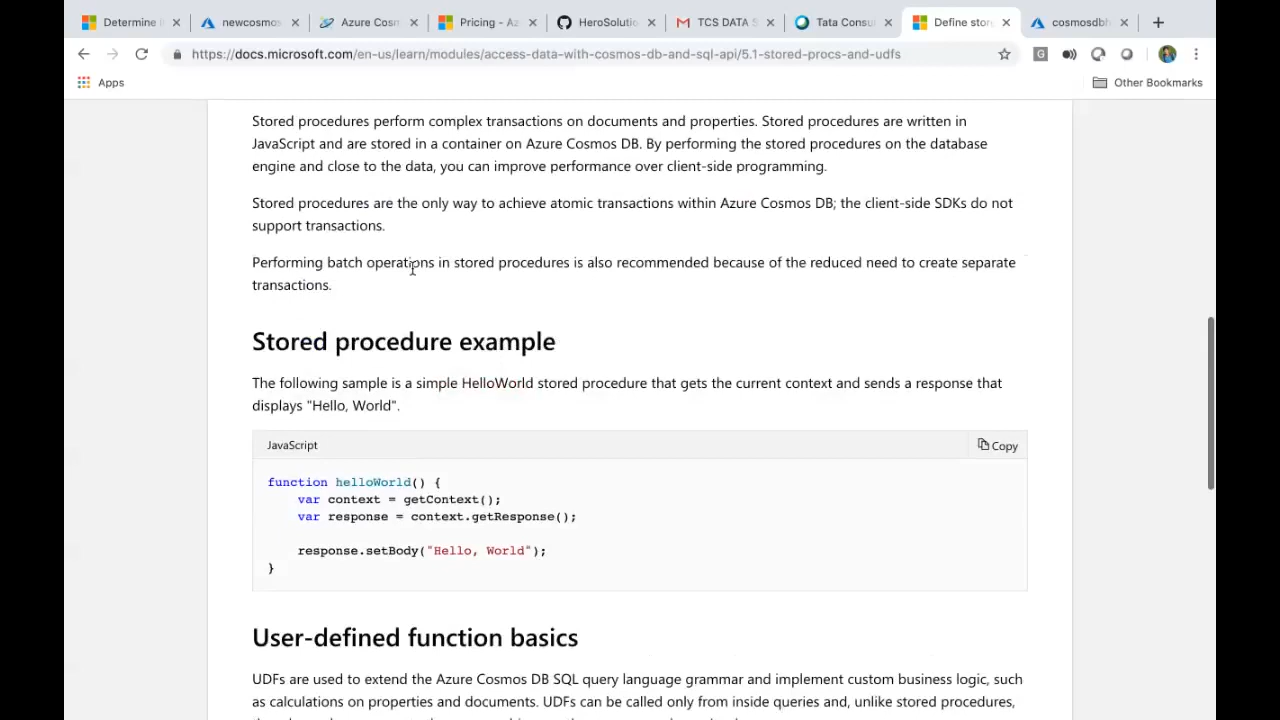 Determine
newcosmos
Azure Cosm
Pricing - Az
HeroSolutio
TCS DATA S
Tata Consu
Define stor
cosmosdbh
https://docs.microsoft.com/en-us/learn/modules/access-data-with-cosmos-db-and-sql-api/5.1-stored-procs-and-udfs
Apps
Other Bookmarks
Stored procedures perform complex transactions on documents and properties. Stored procedures are written in
JavaScript and are stored in a container on Azure Cosmos DB. By performing the stored procedures on the database
engine and close to the data, you can improve performance over client-side programming.
Stored procedures are the only way to achieve atomic transactions within Azure Cosmos DB; the client-side SDKs do not
support transactions.
Performing batch operations in stored procedures is also recommended because of the reduced need to create separate
transactions.
Stored procedure example
The following sample is a simple HelloWorld stored procedure that gets the current context and sends a response that
displays "Hello, World".
JavaScript
Copy
function helloWorld() {
var context = getContext();
var response = context.getResponse();
response.setBody("Hello, World");
}
User-defined function basics
UDFs are used to extend the Azure Cosmos DB SQL query language grammar and implement custom business logic, such
as calculations on properties and documents. UDFs can be called only from inside queries and, unlike stored procedures,